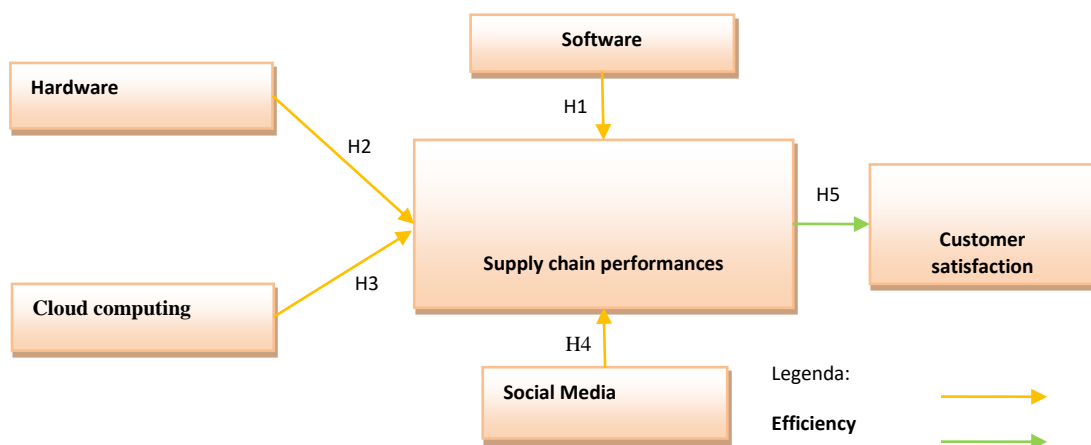 Software
Hardware
H1
H2
H5
Supply chain performances
Customer
satisfaction
H3
Cloud computing
H4
Social Media
Legenda:
Efficiency